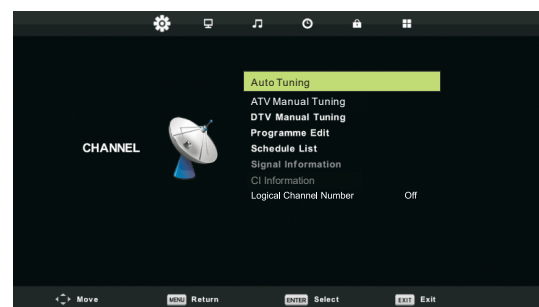 Auto Tuning
ATV Manual Tuning
DTV Manual Tuning
Programme Edit
CHANNEL
Schedule List
Signal Information
CI Information
Logical Channel Number Off
Move MENU Return ENTER Select EXIT Exit